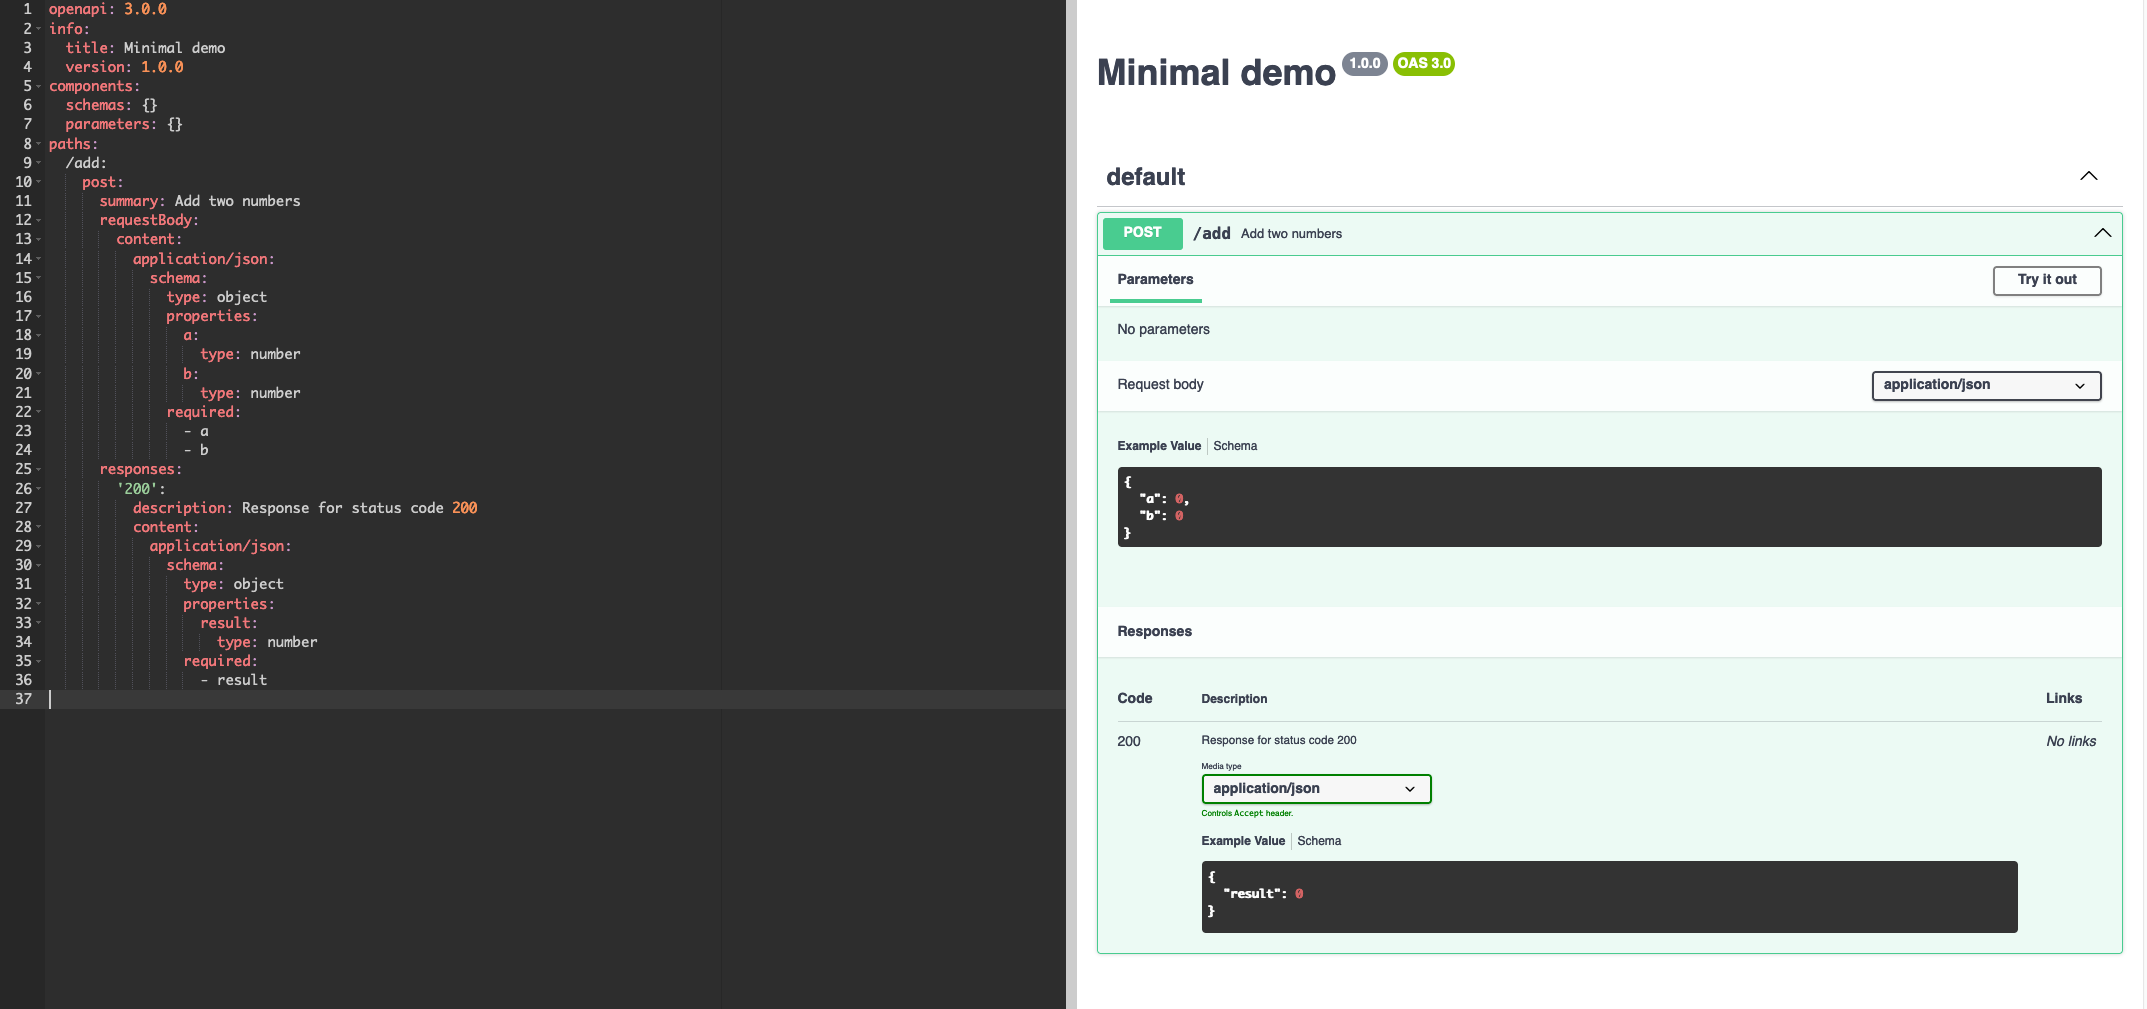 1 openapi: 3.0.0
2 info:
3   title: Minimal demo
4   version: 1.0.0
5 components:
6   schemas: {}
7   parameters: {}
8 paths:
9   /add:
10     post:
11       summary: Add two numbers
12       requestBody:
13         content:
14           application/json:
15             schema:
16               type: object
17               properties:
18                 a:
19                   type: number
20                 b:
21                   type: number
22               required:
23                 - a
24                 - b
25       responses:
26         '200':
27           description: Response for status code 200
28           content:
29             application/json:
30               schema:
31                 type: object
32                 properties:
33                   result:
34                     type: number
35                 required:
36                   - result
37
Minimal demo 1.0.0 OAS 3.0
default
POST /add Add two numbers
Parameters Try it out
No parameters
Request body application/json
Example Value Schema
{
  "a": 0,
  "b": 0
}
Responses
Code Description Links
200 Response for status code 200 No links
Media type
application/json
Controls Accept header.
Example Value Schema
{
  "result": 0
}